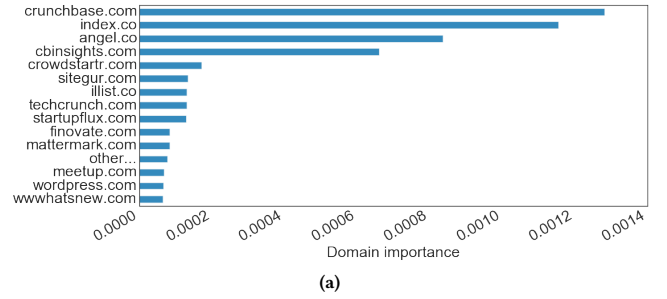 crunchbase.com
index.co
angel.co
cbinsights.com
crowdstartr.com
sitegur.com
illist.co
techcrunch.com
startupflux.com
finovate.com
mattermark.com
other...
meetup.com
wordpress.com
wwwhatsnew.com
0.0000 0.0002 0.0004 0.0006 0.0008 0.0010 0.0012 0.0014
Domain importance
(a)